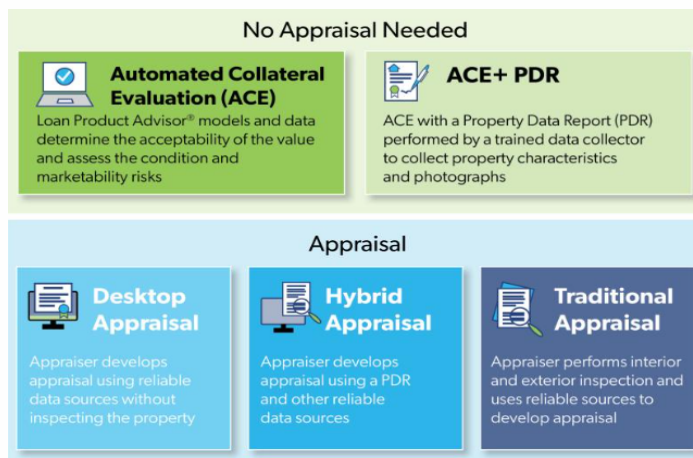 No Appraisal Needed
Automated Collateral
Evaluation (ACE)
Loan Product Advisor® models and data
determine the acceptability of the value
and assess the condition and
marketability risks
ACE+ PDR
ACE with a Property Data Report (PDR)
performed by a trained data collector
to collect property characteristics
and photographs
Appraisal
Desktop
Appraisal
Appraiser develops
appraisal using reliable
data sources without
inspecting the property
Hybrid
Appraisal
Appraiser develops
appraisal using a PDR
and other reliable
data sources
Traditional
Appraisal
Appraiser performs interior
and exterior inspection and
uses reliable sources to
develop appraisal